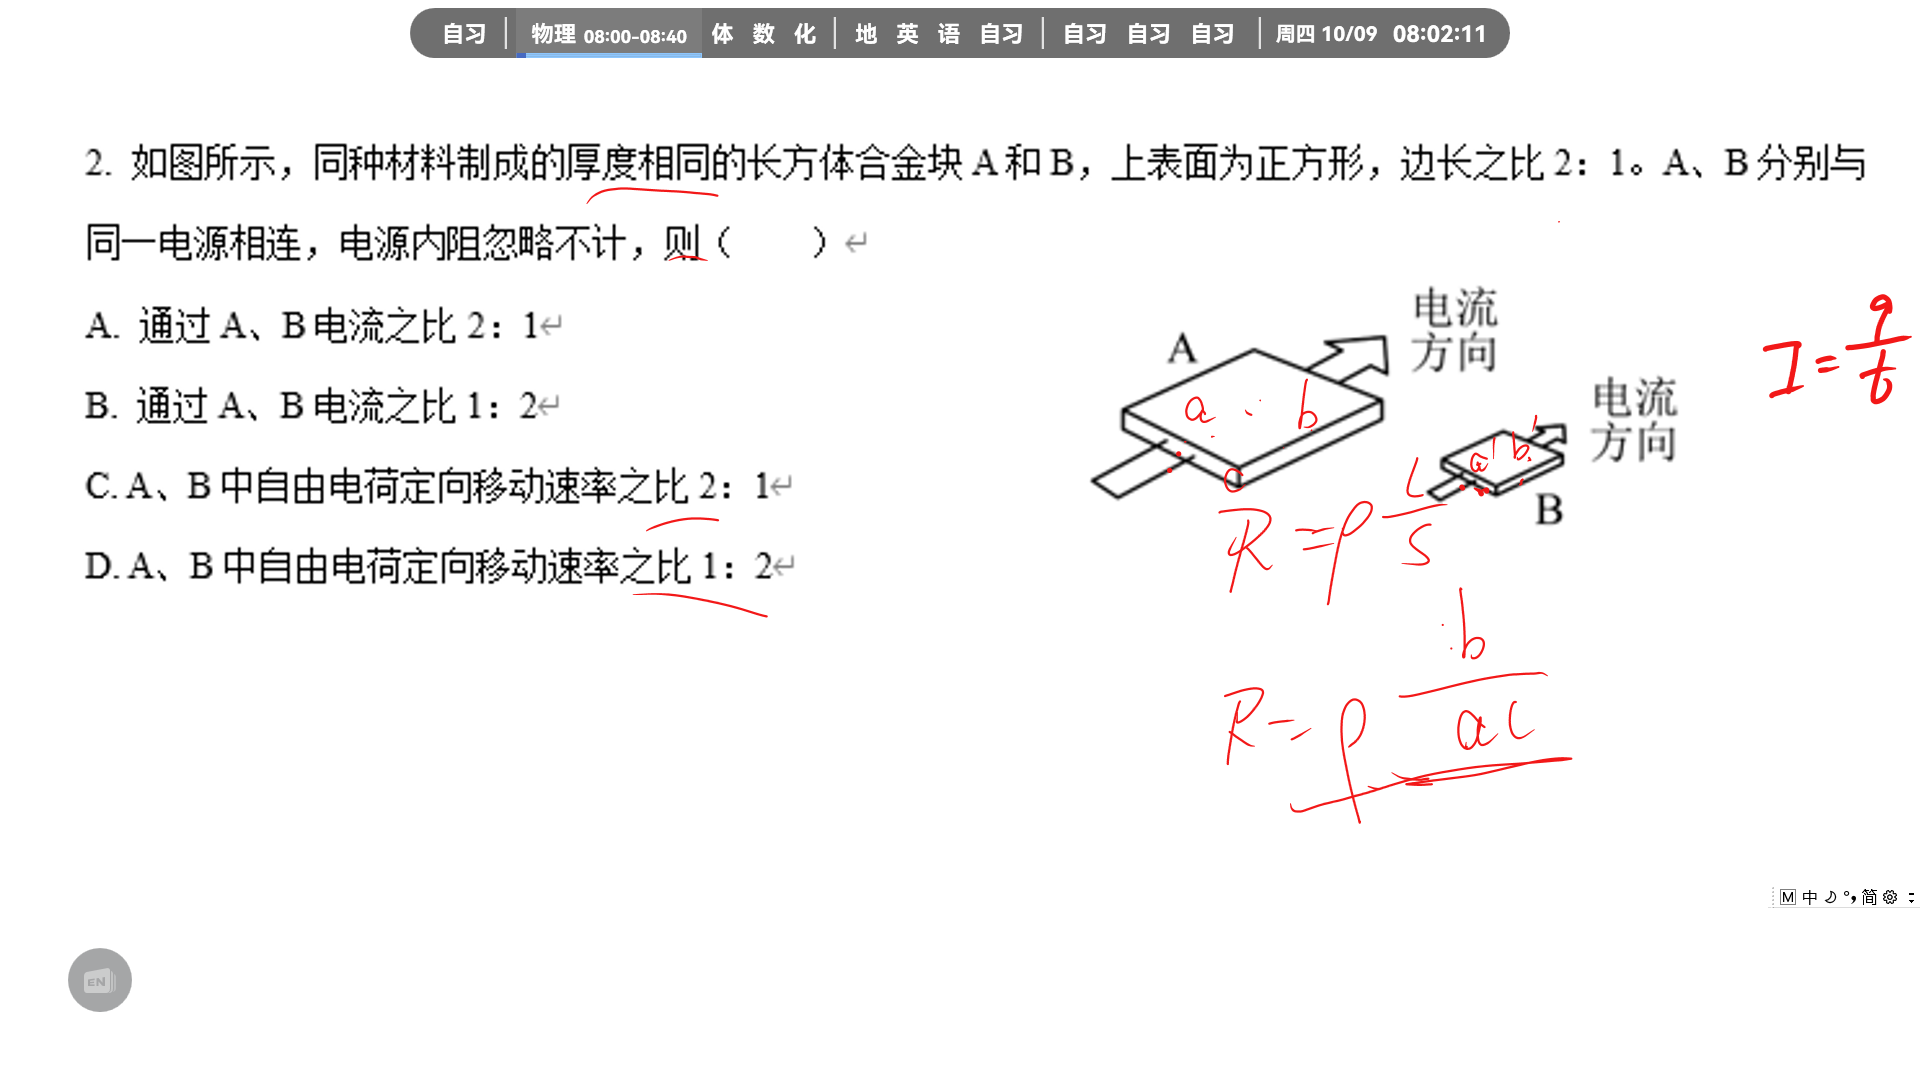 自习 | 物理 08:00-08:40 体 数 化 | 地 英 语 自习 | 自习 自习 自习 | 周四 10/09 08:02:11
2. 如图所示，同种材料制成的厚度相同的长方体合金块 A 和 B，上表面为正方形，边长之比 2：1。A、B 分别与
同一电源相连，电源内阻忽略不计，则（　　）↵
A. 通过 A、B 电流之比 2：1↵
B. 通过 A、B 电流之比 1：2↵
C. A、B 中自由电荷定向移动速率之比 2：1↵
D. A、B 中自由电荷定向移动速率之比 1：2↵
A
电流
方向
a
b
c
电流
方向
a'
b'
B
I = q/t
R = ρ L/S
R = ρ b/ac
M 中 简
EN